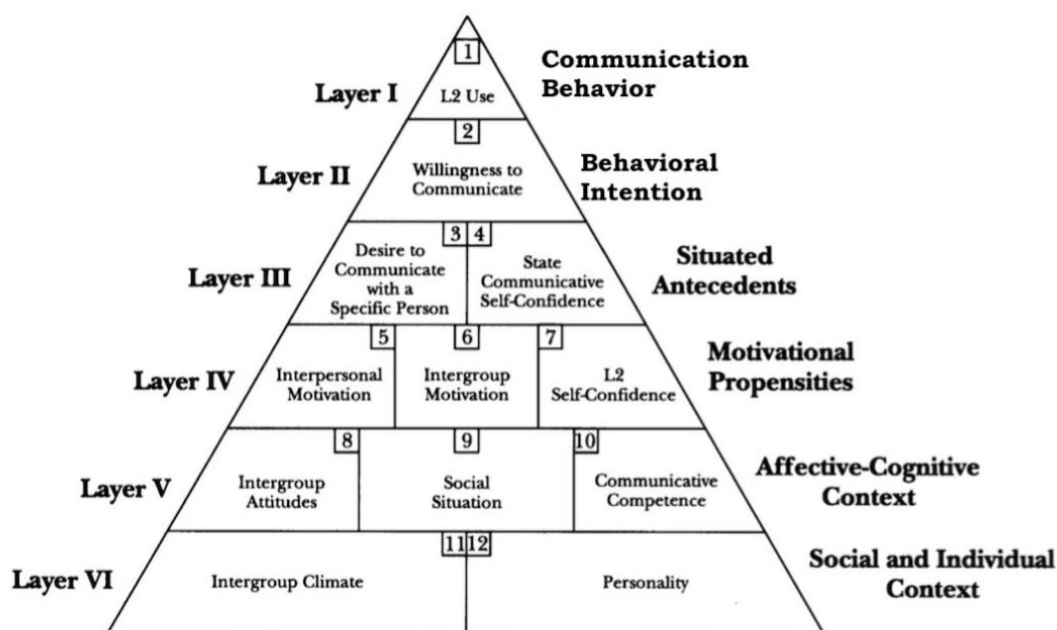 1
Communication
Behavior
Layer I
L2 Use
2
Layer II
Willingness to
Communicate
Behavioral
Intention
3 4
Layer III
Desire to
Communicate
with a
Specific Person
State
Communicative
Self-Confidence
Situated
Antecedents
5 6 7
Layer IV
Interpersonal
Motivation
Intergroup
Motivation
L2
Self-Confidence
Motivational
Propensities
8 9 10
Layer V
Intergroup
Attitudes
Social
Situation
Communicative
Competence
Affective-Cognitive
Context
11 12
Layer VI
Intergroup Climate
Personality
Social and Individual
Context